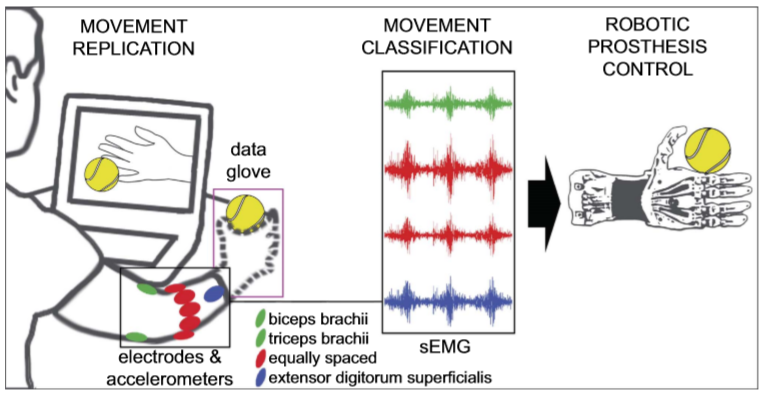 MOVEMENT
REPLICATION
MOVEMENT
CLASSIFICATION
ROBOTIC
PROSTHESIS
CONTROL
data
glove
biceps brachii
triceps brachii
equally spaced
extensor digitorum superficialis
electrodes &
accelerometers
sEMG